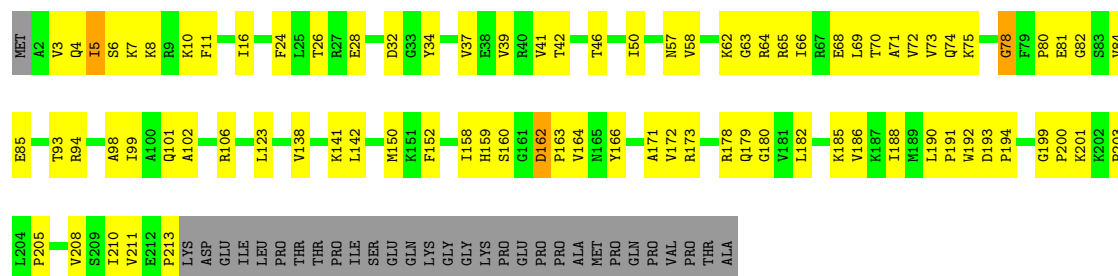 MET A2 V3 Q4 I5 S6 K7 K8 R9 K10 F11 I16 F24 L25 T26 R27 E28 D32 G33 Y34 V37 E38 V39 R40 V41 T42 T46 I50 N57 V58 K62 G63 R64 R65 I66 R67 E68 L69 T70 A71 V72 V73 Q74 K75 G78 F79 P80 E81 G82 S83 V84
E85 T93 R94 A98 I99 A100 Q101 A102 R106 L123 V138 K141 L142 M150 K151 F152 I158 H159 S160 G161 D162 P163 V164 N165 Y166 A171 V172 R173 R178 Q179 G180 V181 L182 K185 V186 K187 I188 M189 L190 P191 W192 D193 P194 G199 P200 K201 K202 P203
L204 P205 V208 S209 I210 V211 E212 P213 LYS ASP GLU ILE LEU PRO THR THR PRO ILE SER GLU GLN LYS GLY GLY LYS PRO GLU PRO PRO ALA MET PRO GLN PRO VAL PRO THR ALA